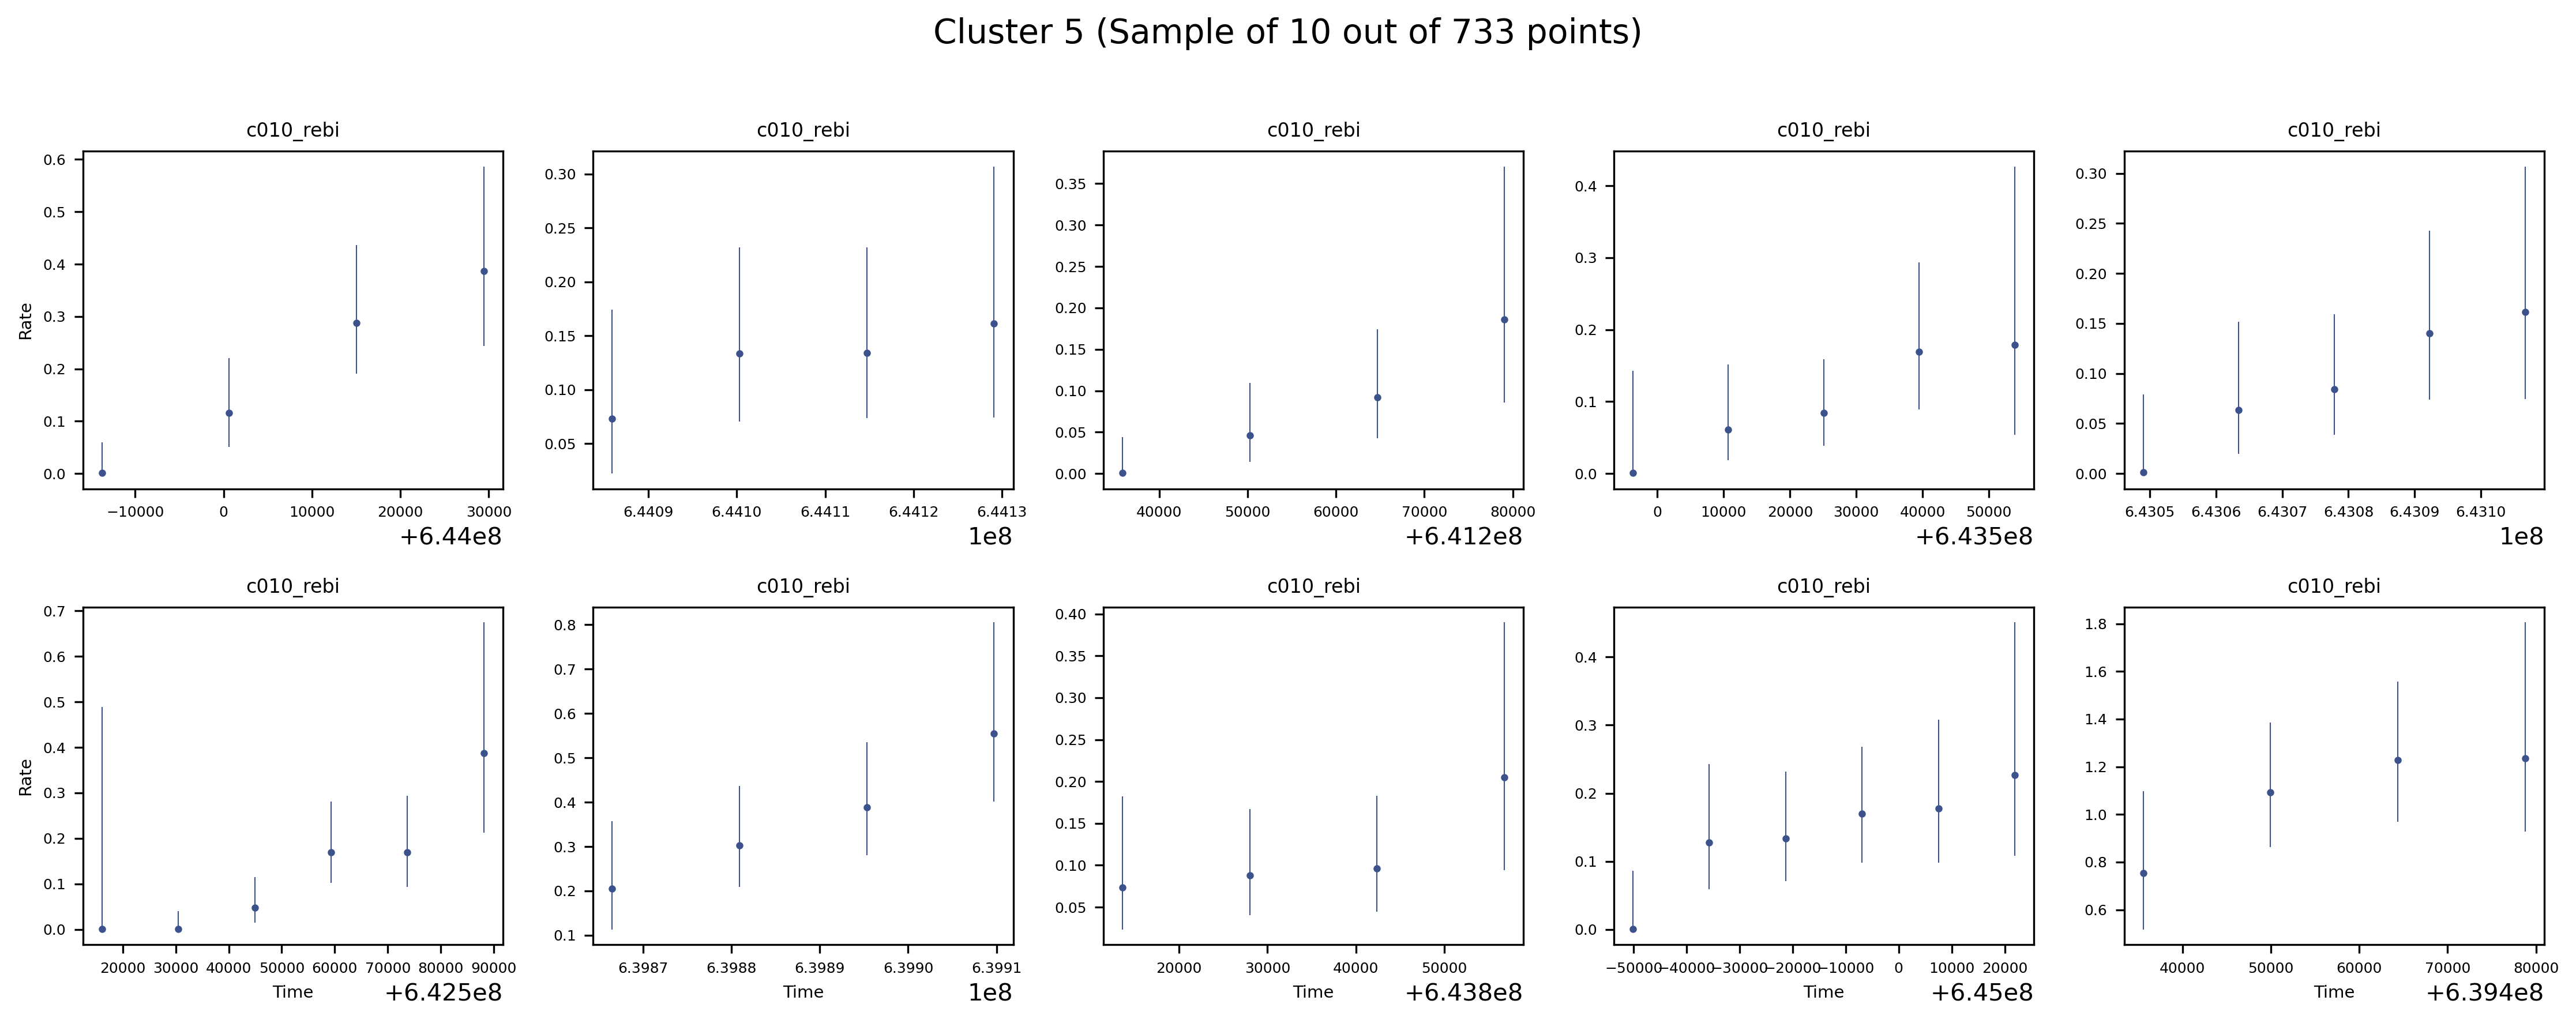 Cluster 5 (Sample of 10 out of 733 points)
c010_rebi
Rate
0.6
0.5
0.4
0.3
0.2
0.1
0.0
−10000 0 10000 20000 30000
+6.44e8
c010_rebi
0.30
0.25
0.20
0.15
0.10
0.05
6.4409 6.4410 6.4411 6.4412 6.4413
1e8
c010_rebi
0.35
0.30
0.25
0.20
0.15
0.10
0.05
0.00
40000 50000 60000 70000 80000
+6.412e8
c010_rebi
0.4
0.3
0.2
0.1
0.0
0 10000 20000 30000 40000 50000
+6.435e8
c010_rebi
0.30
0.25
0.20
0.15
0.10
0.05
0.00
6.4305 6.4306 6.4307 6.4308 6.4309 6.4310
1e8
c010_rebi
Rate
0.7
0.6
0.5
0.4
0.3
0.2
0.1
0.0
20000 30000 40000 50000 60000 70000 80000 90000
Time
+6.425e8
c010_rebi
0.8
0.7
0.6
0.5
0.4
0.3
0.2
0.1
6.3987 6.3988 6.3989 6.3990 6.3991
Time
1e8
c010_rebi
0.40
0.35
0.30
0.25
0.20
0.15
0.10
0.05
20000 30000 40000 50000
Time
+6.438e8
c010_rebi
0.4
0.3
0.2
0.1
0.0
−50000 −40000 −30000 −20000 −10000 0 10000 20000
Time
+6.45e8
c010_rebi
1.8
1.6
1.4
1.2
1.0
0.8
0.6
40000 50000 60000 70000 80000
Time
+6.394e8